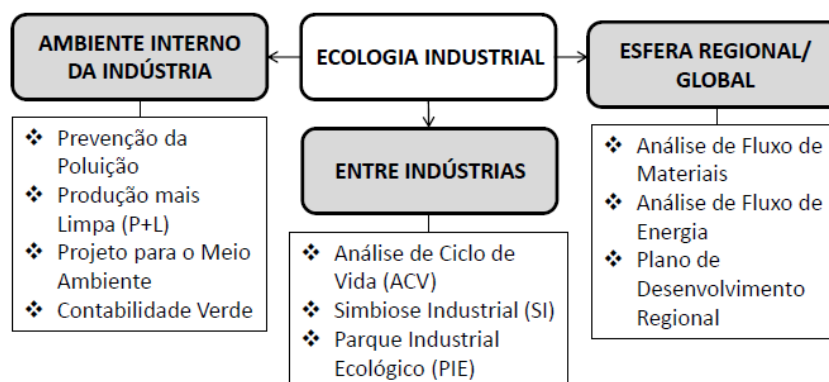 AMBIENTE INTERNO
DA INDÚSTRIA
❖ Prevenção da
Poluição
❖ Produção mais
Limpa (P+L)
❖ Projeto para o Meio
Ambiente
❖ Contabilidade Verde
ECOLOGIA INDUSTRIAL
ENTRE INDÚSTRIAS
❖ Análise de Ciclo de
Vida (ACV)
❖ Simbiose Industrial (SI)
❖ Parque Industrial
Ecológico (PIE)
ESFERA REGIONAL/
GLOBAL
❖ Análise de Fluxo de
Materiais
❖ Análise de Fluxo de
Energia
❖ Plano de
Desenvolvimento
Regional